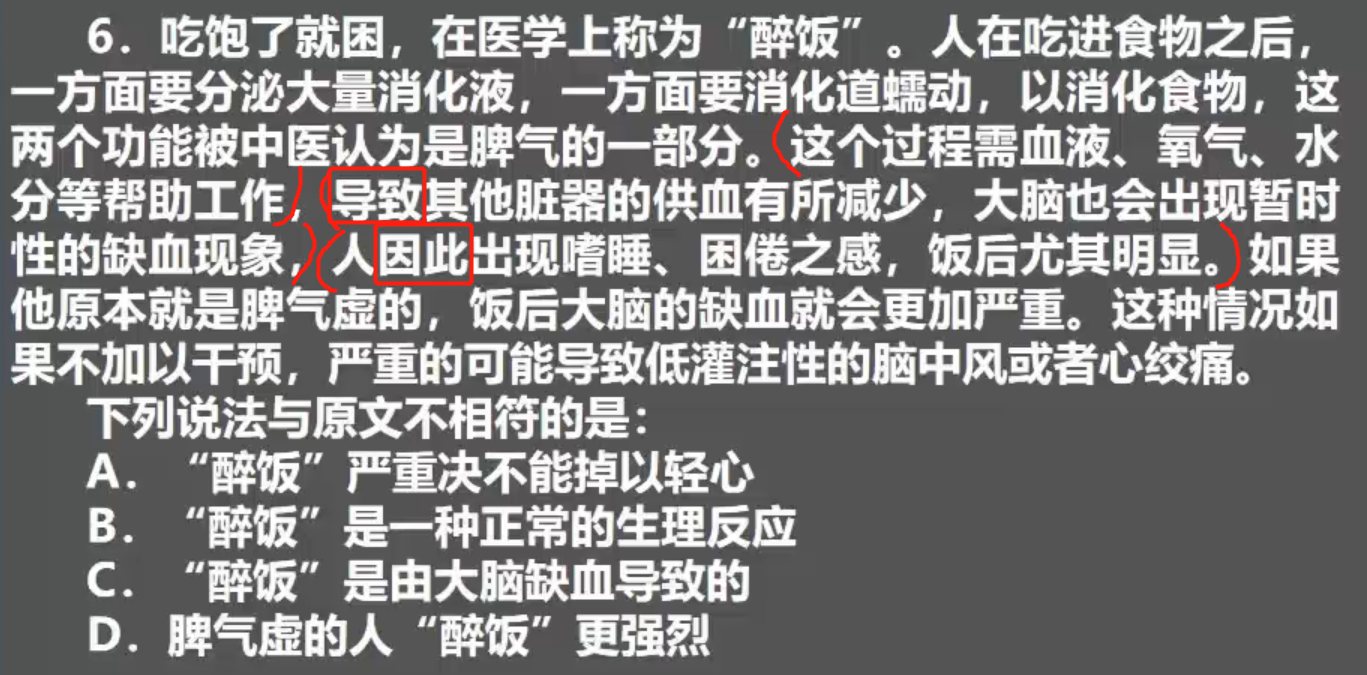 6．吃饱了就困，在医学上称为“醉饭”。人在吃进食物之后，
一方面要分泌大量消化液，一方面要消化道蠕动，以消化食物，这
两个功能被中医认为是脾气的一部分。这个过程需血液、氧气、水
分等帮助工作，导致其他脏器的供血有所减少，大脑也会出现暂时
性的缺血现象，人因此出现嗜睡、困倦之感，饭后尤其明显。如果
他原本就是脾气虚的，饭后大脑的缺血就会更加严重。这种情况如
果不加以干预，严重的可能导致低灌注性的脑中风或者心绞痛。
下列说法与原文不相符的是：
A．“醉饭”严重决不能掉以轻心
B．“醉饭”是一种正常的生理反应
C．“醉饭”是由大脑缺血导致的
D．脾气虚的人“醉饭”更强烈